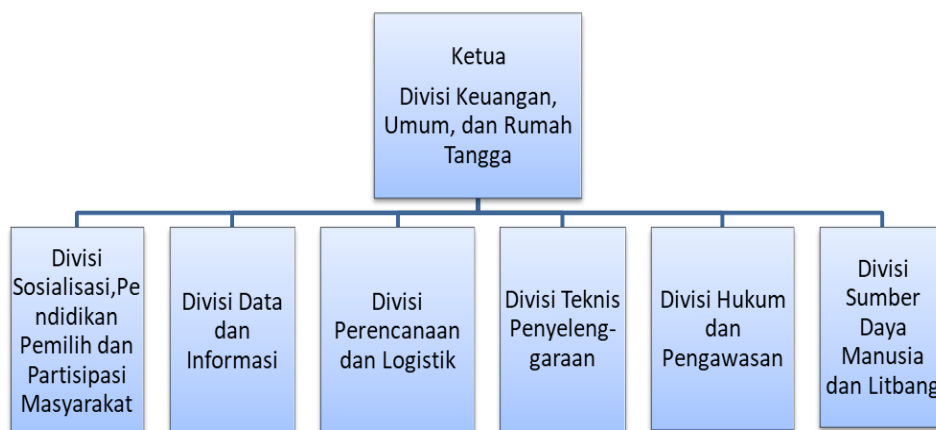 Ketua
Divisi Keuangan,
Umum, dan Rumah
Tangga
Divisi
Sosialisasi,Pe
ndidikan
Pemilih dan
Partisipasi
Masyarakat
Divisi Data
dan
Informasi
Divisi
Perencanaan
dan Logistik
Divisi Teknis
Penyeleng-
garaan
Divisi Hukum
dan
Pengawasan
Divisi
Sumber
Daya
Manusia
dan Litbang